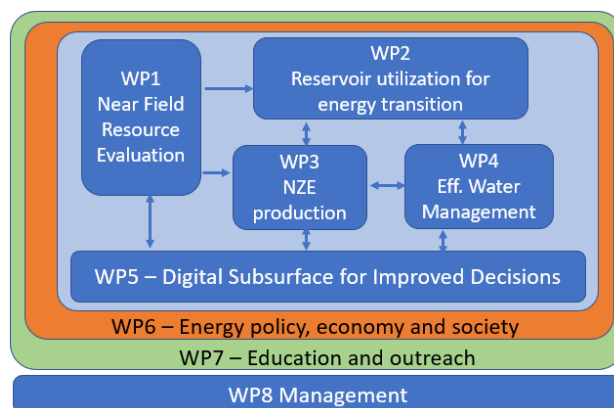 WP1
Near Field
Resource
Evaluation
WP2
Reservoir utilization for
energy transition
WP3
NZE
production
WP4
Eff. Water
Management
WP5 – Digital Subsurface for Improved Decisions
WP6 – Energy policy, economy and society
WP7 – Education and outreach
WP8 Management